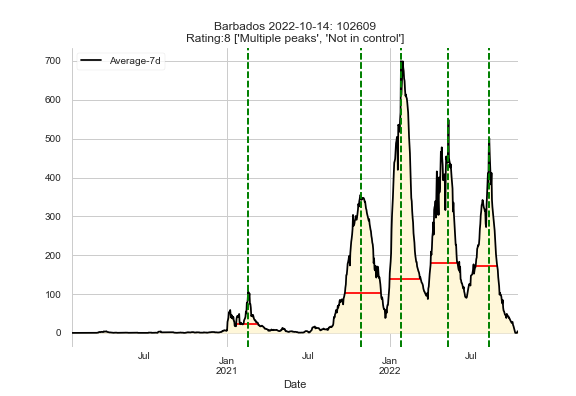 Barbados 2022-10-14: 102609
Rating:8 ['Multiple peaks', 'Not in control']
Average-7d
700
600
500
400
300
200
100
0
Jul
Jan
2021
Jul
Jan
2022
Jul
Date